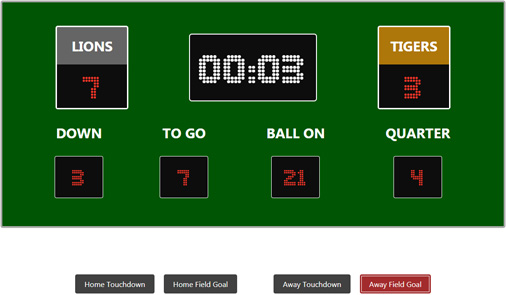 LIONS
TIGERS
00:03
7
3
DOWN
TO GO
BALL ON
QUARTER
3
7
21
4
Home Touchdown
Home Field Goal
Away Touchdown
Away Field Goal